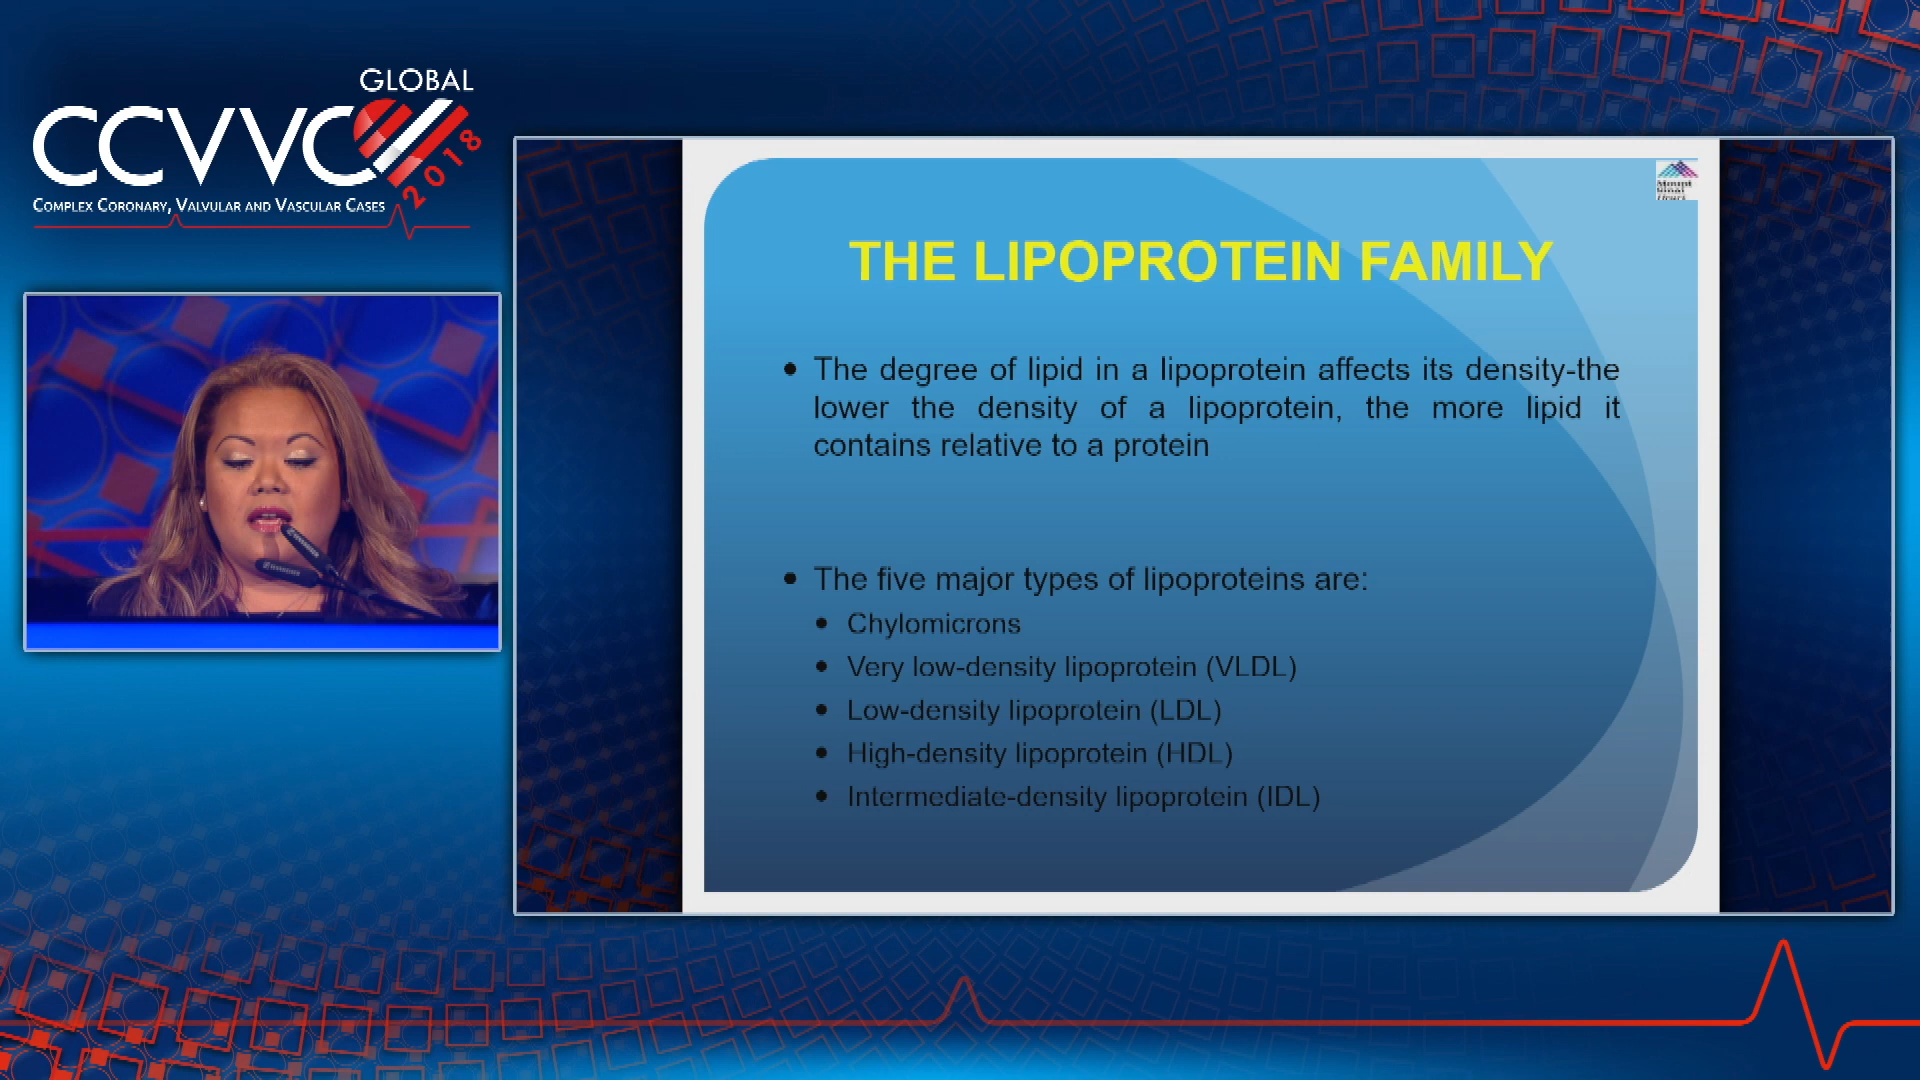 GLOBAL
CCVVC
2018
COMPLEX CORONARY, VALVULAR AND VASCULAR CASES
Mount
Sinai
Heart
THE LIPOPROTEIN FAMILY
• The degree of lipid in a lipoprotein affects its density-the
lower the density of a lipoprotein, the more lipid it
contains relative to a protein
• The five major types of lipoproteins are:
• Chylomicrons
• Very low-density lipoprotein (VLDL)
• Low-density lipoprotein (LDL)
• High-density lipoprotein (HDL)
• Intermediate-density lipoprotein (IDL)